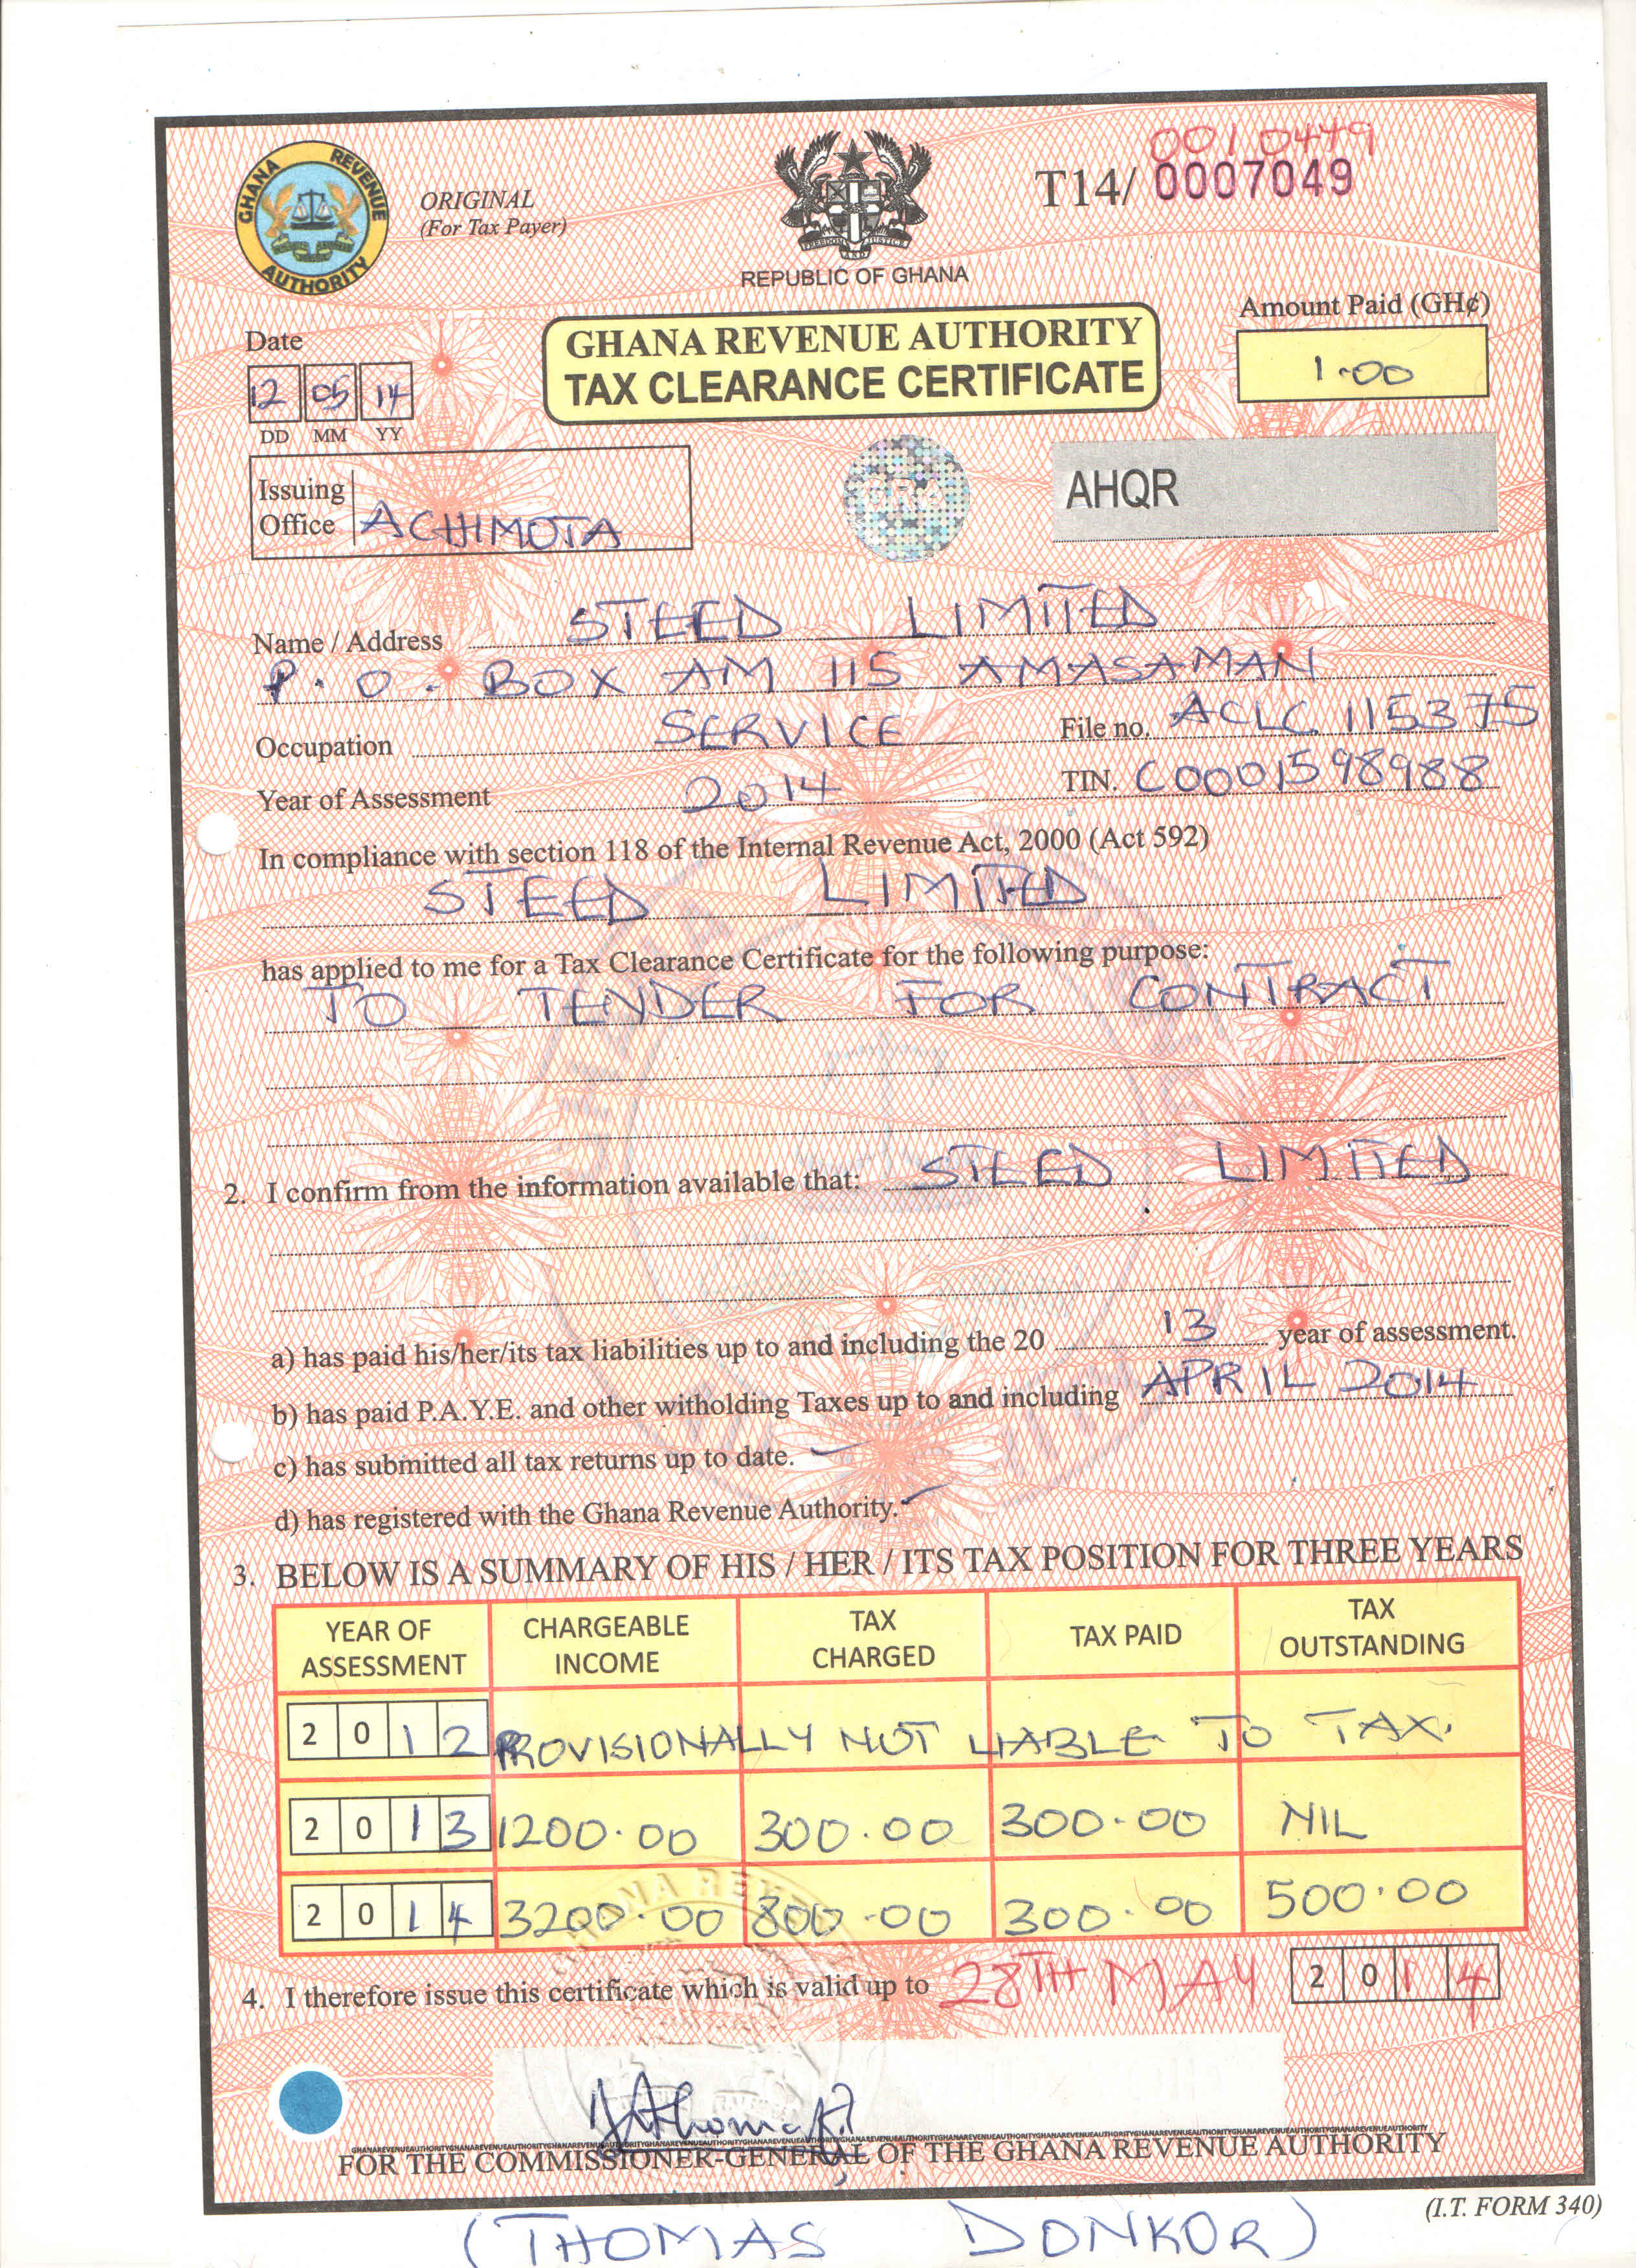 GHANA REVENUE AUTHORITY
ORIGINAL
(For Tax Payer)
FREEDOM AND JUSTICE
REPUBLIC OF GHANA
0010479
T14/ 0007049
Date
12 05 14
DD MM YY
GHANA REVENUE AUTHORITY
TAX CLEARANCE CERTIFICATE
Amount Paid (GH¢)
1.00
Issuing
Office ACHIMOTA
GRA
AHQR
Name / Address STEED LIMITED
P.O. BOX AM 115 AMASAMAN
Occupation SERVICE File no. ACLC 115375
Year of Assessment 2014 TIN. C0001598988
In compliance with section 118 of the Internal Revenue Act, 2000 (Act 592)
STEED LIMITED
has applied to me for a Tax Clearance Certificate for the following purpose:
TO TENDER FOR CONTRACT
2. I confirm from the information available that: STEED LIMITED
a) has paid his/her/its tax liabilities up to and including the 20 13 year of assessment.
b) has paid P.A.Y.E. and other witholding Taxes up to and including APRIL 2014
c) has submitted all tax returns up to date. ✓
d) has registered with the Ghana Revenue Authority. ✓
3. BELOW IS A SUMMARY OF HIS / HER / ITS TAX POSITION FOR THREE YEARS
YEAR OF ASSESSMENT CHARGEABLE INCOME TAX CHARGED TAX PAID TAX OUTSTANDING
2012 PROVISIONALLY NOT LIABLE TO TAX.
2013 1200.00 300.00 300.00 NIL
2014 3200.00 800.00 300.00 500.00
4. I therefore issue this certificate which is valid up to 28TH MAY 2014
FOR THE COMMISSIONER-GENERAL OF THE GHANA REVENUE AUTHORITY
(I.T. FORM 340)
(THOMAS DONKOR)